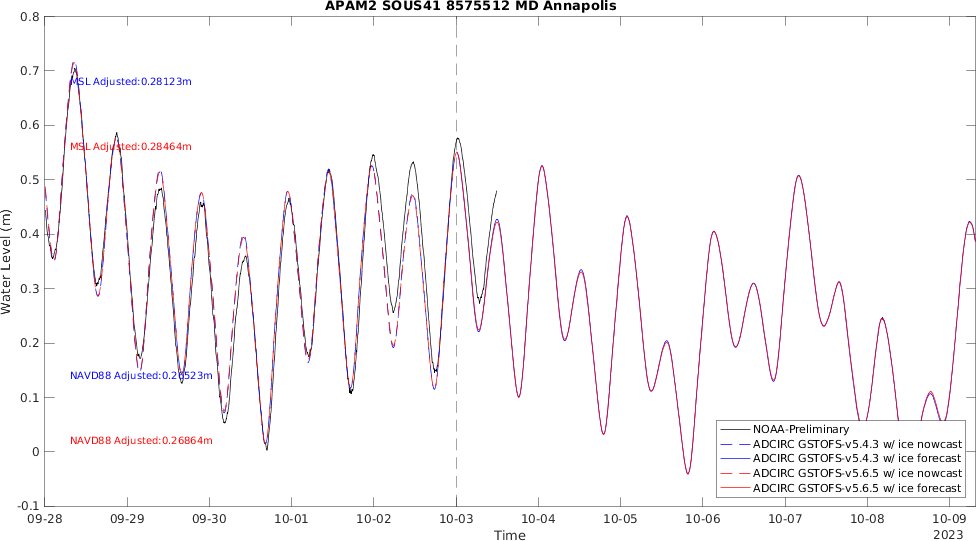 APAM2 SOUS41 8575512 MD Annapolis
0.8
0.7
0.6
0.5
0.4
0.3
0.2
0.1
0
-0.1
Water Level (m)
MSL Adjusted:0.28123m
MSL Adjusted:0.28464m
NAVD88 Adjusted:0.26523m
NAVD88 Adjusted:0.26864m
NOAA-Preliminary
ADCIRC GSTOFS-v5.4.3 w/ ice nowcast
ADCIRC GSTOFS-v5.4.3 w/ ice forecast
ADCIRC GSTOFS-v5.6.5 w/ ice nowcast
ADCIRC GSTOFS-v5.6.5 w/ ice forecast
09-28 09-29 09-30 10-01 10-02 10-03 10-04 10-05 10-06 10-07 10-08 10-09
2023
Time